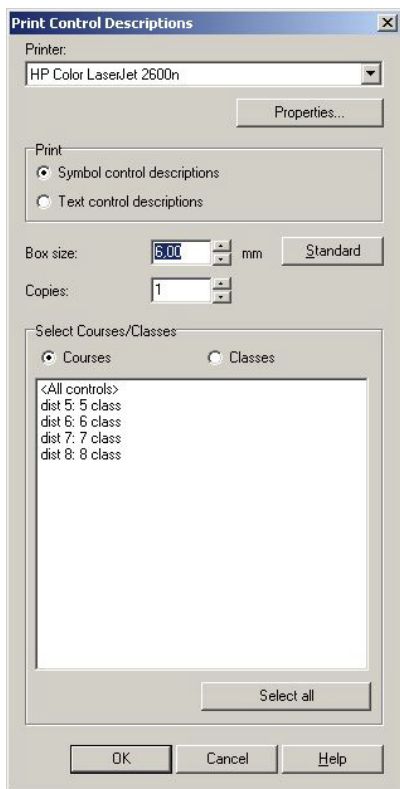 Print Control Descriptions
Printer:
HP Color LaserJet 2600n
Properties...
Print
Symbol control descriptions
Text control descriptions
Box size: 6,00 mm Standard
Copies: 1
Select Courses/Classes
Courses Classes
<All controls>
dist 5: 5 class
dist 6: 6 class
dist 7: 7 class
dist 8: 8 class
Select all
OK Cancel Help